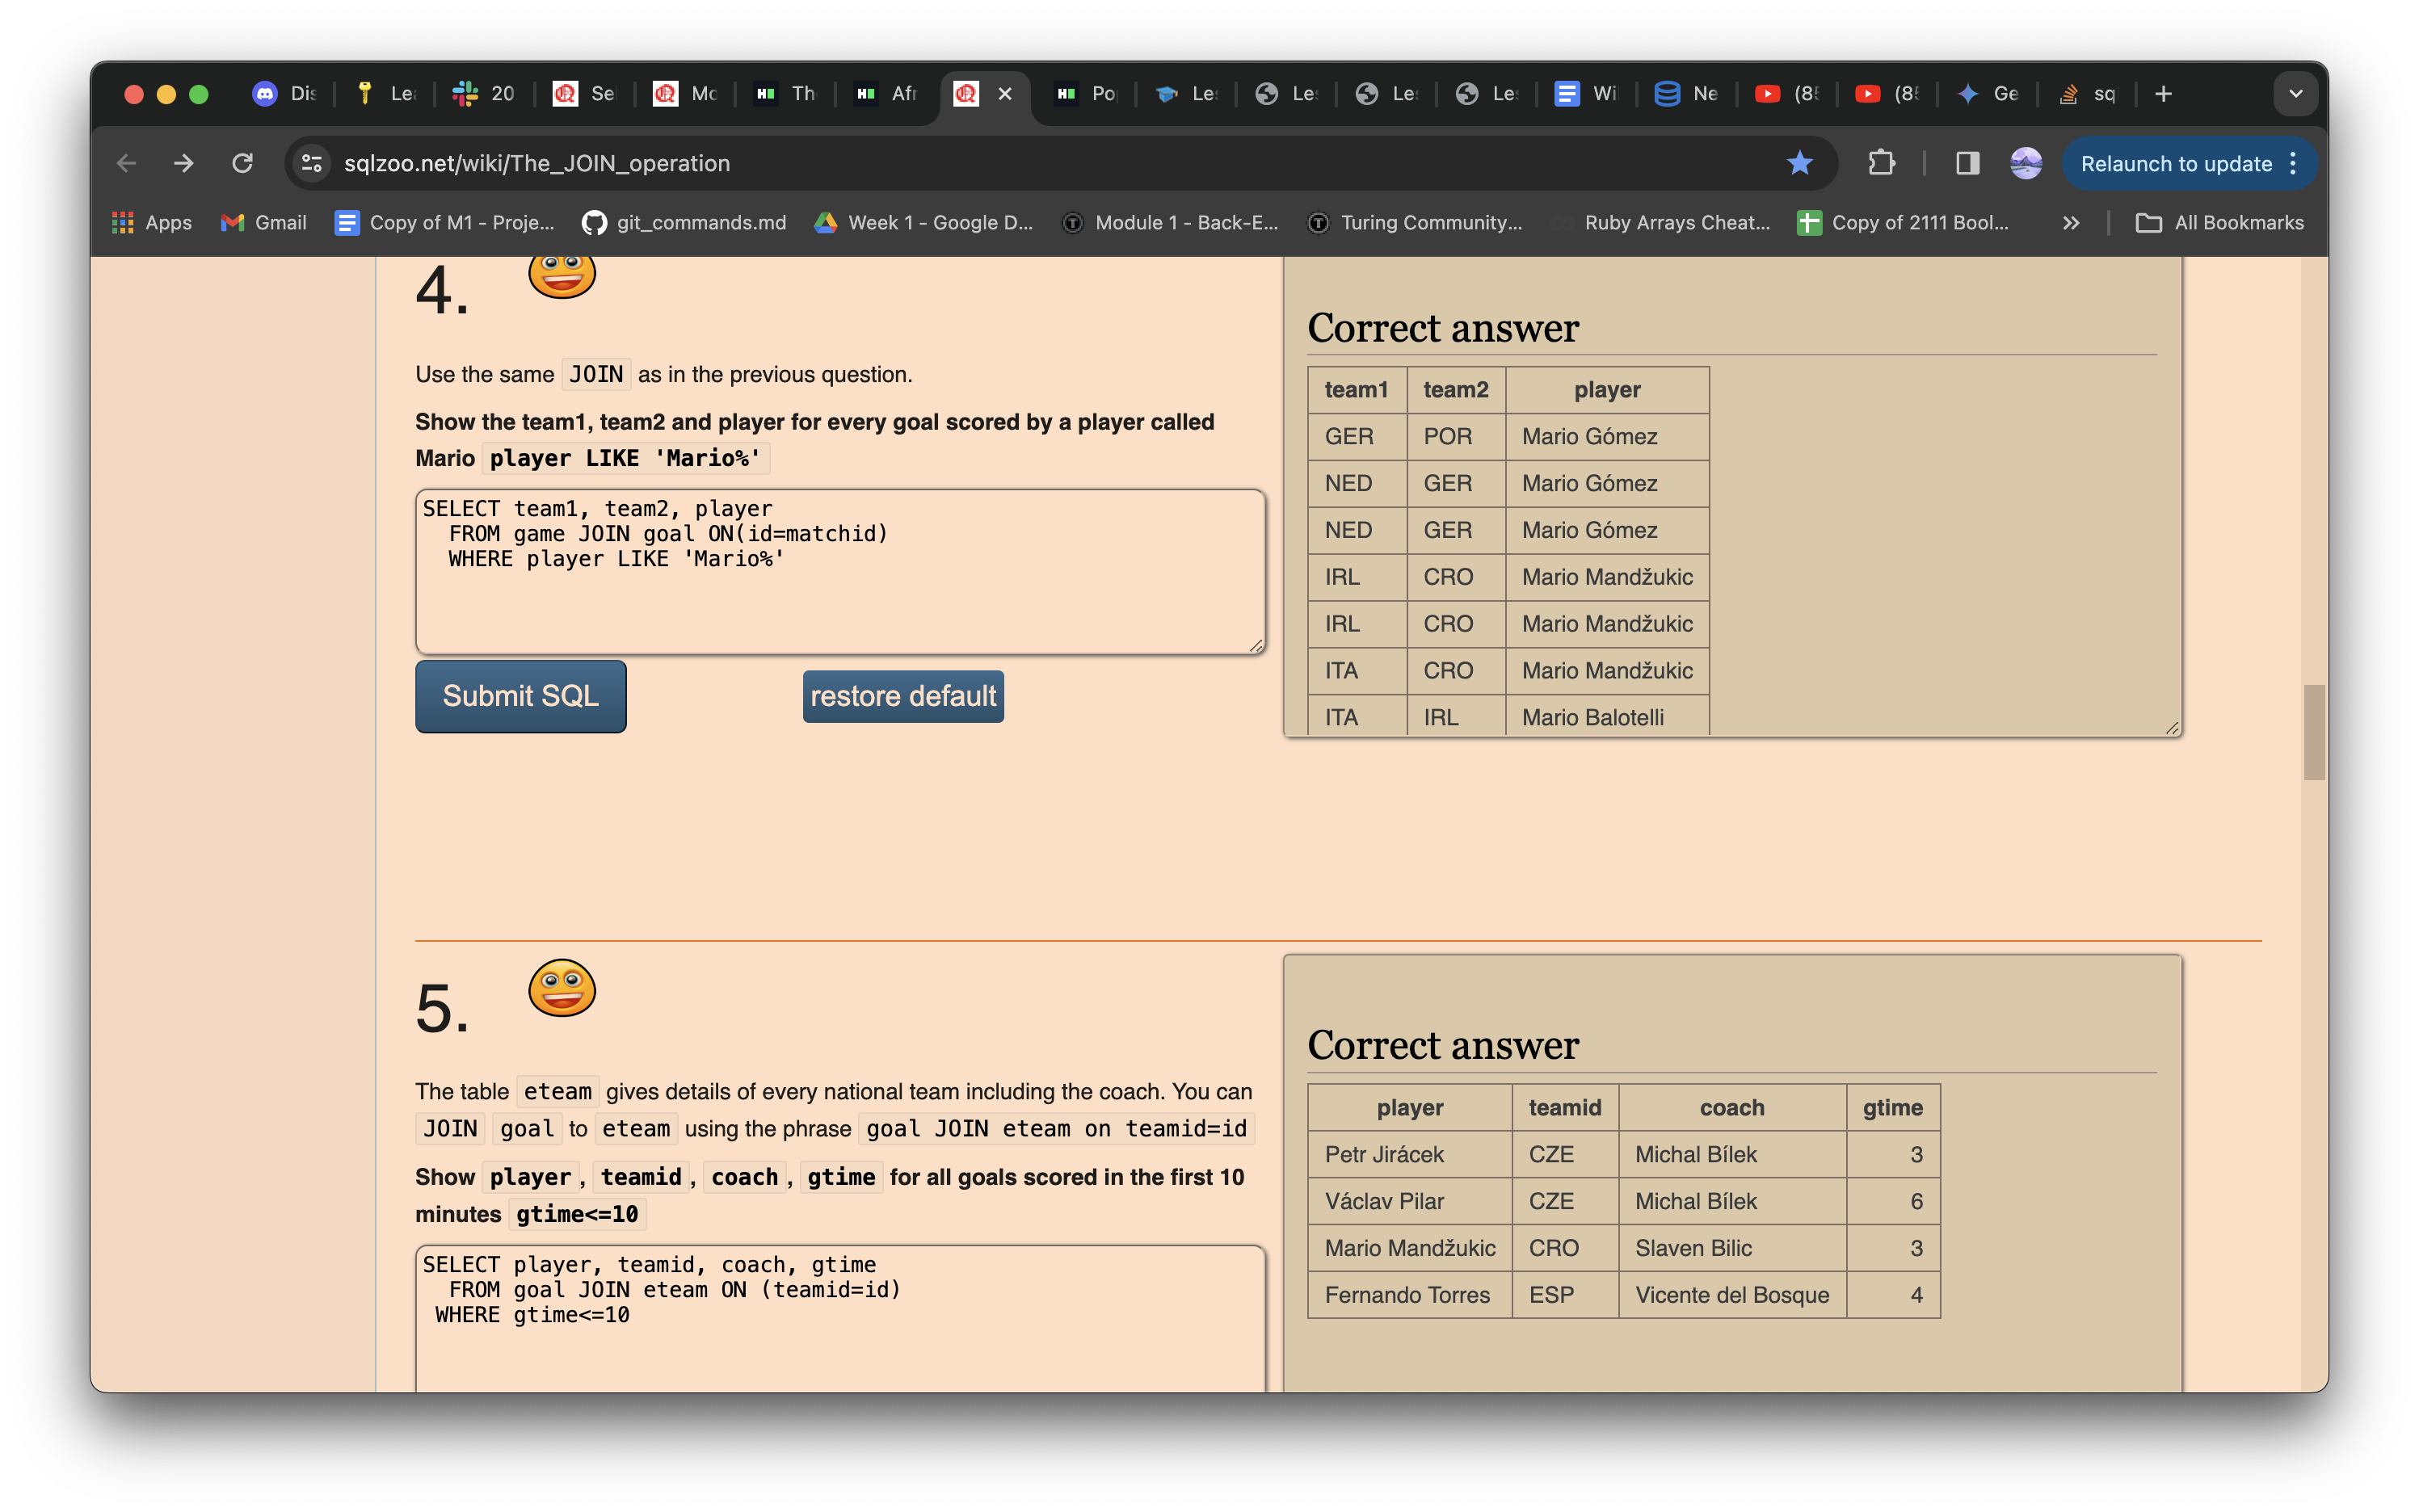 Dis
Le
20
Se
Mo
Th
Afr
Po
Le
Le
Le
Le
Wi
Ne
(8
(8
Ge
sq
sqlzoo.net/wiki/The_JOIN_operation
Relaunch to update
Apps
Gmail
Copy of M1 - Proje...
git_commands.md
Week 1 - Google D...
Module 1 - Back-E...
Turing Community...
Ruby Arrays Cheat...
Copy of 2111 Bool...
All Bookmarks
4.
Use the same JOIN as in the previous question.
Show the team1, team2 and player for every goal scored by a player called
Mario player LIKE 'Mario%'
SELECT team1, team2, player
FROM game JOIN goal ON(id=matchid)
WHERE player LIKE 'Mario%'
Submit SQL
restore default
Correct answer
team1 team2 player
GER POR Mario Gómez
NED GER Mario Gómez
NED GER Mario Gómez
IRL CRO Mario Mandžukic
IRL CRO Mario Mandžukic
ITA CRO Mario Mandžukic
ITA IRL Mario Balotelli
5.
The table eteam gives details of every national team including the coach. You can
JOIN goal to eteam using the phrase goal JOIN eteam on teamid=id
Show player, teamid, coach, gtime for all goals scored in the first 10
minutes gtime<=10
SELECT player, teamid, coach, gtime
FROM goal JOIN eteam ON (teamid=id)
WHERE gtime<=10
Correct answer
player teamid coach gtime
Petr Jirácek CZE Michal Bílek 3
Václav Pilar CZE Michal Bílek 6
Mario Mandžukic CRO Slaven Bilic 3
Fernando Torres ESP Vicente del Bosque 4